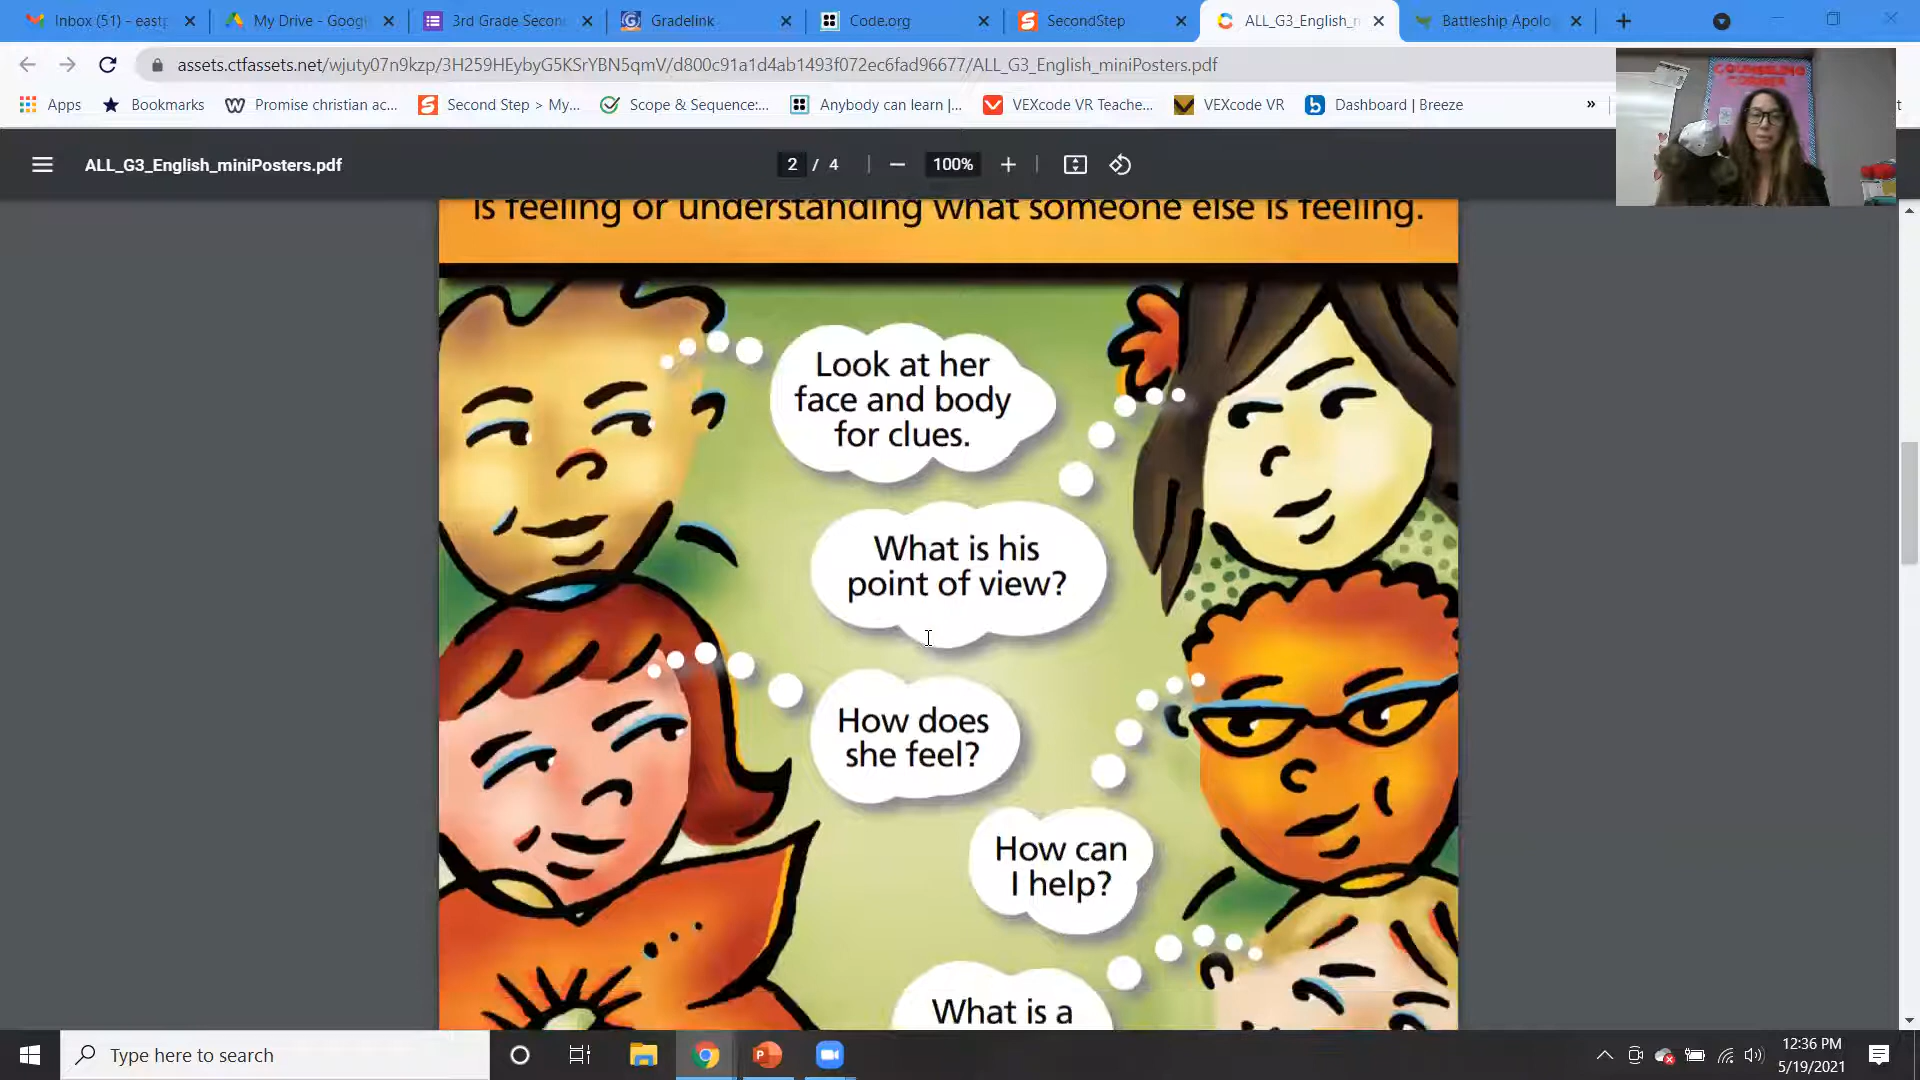 Inbox (51) - eastp
My Drive - Googl
3rd Grade Secon
Gradelink
Code.org
SecondStep
ALL_G3_English_m
Battleship Apolo
assets.ctfassets.net/wjuty07n9kzp/3H259HEybyG5KSrYBN5qmV/d800c91a1d4ab1493f072ec6fad96677/ALL_G3_English_miniPosters.pdf
Apps
Bookmarks
Promise christian ac...
Second Step > My...
Scope & Sequence:...
Anybody can learn |...
VEXcode VR Teache...
VEXcode VR
Dashboard | Breeze
»
COUNSELING
CORNER
ALL_G3_English_miniPosters.pdf
2 / 4
100%
is feeling or understanding what someone else is feeling.
Look at her
face and body
for clues.
What is his
point of view?
How does
she feel?
How can
I help?
What is a
Type here to search
12:36 PM
5/19/2021